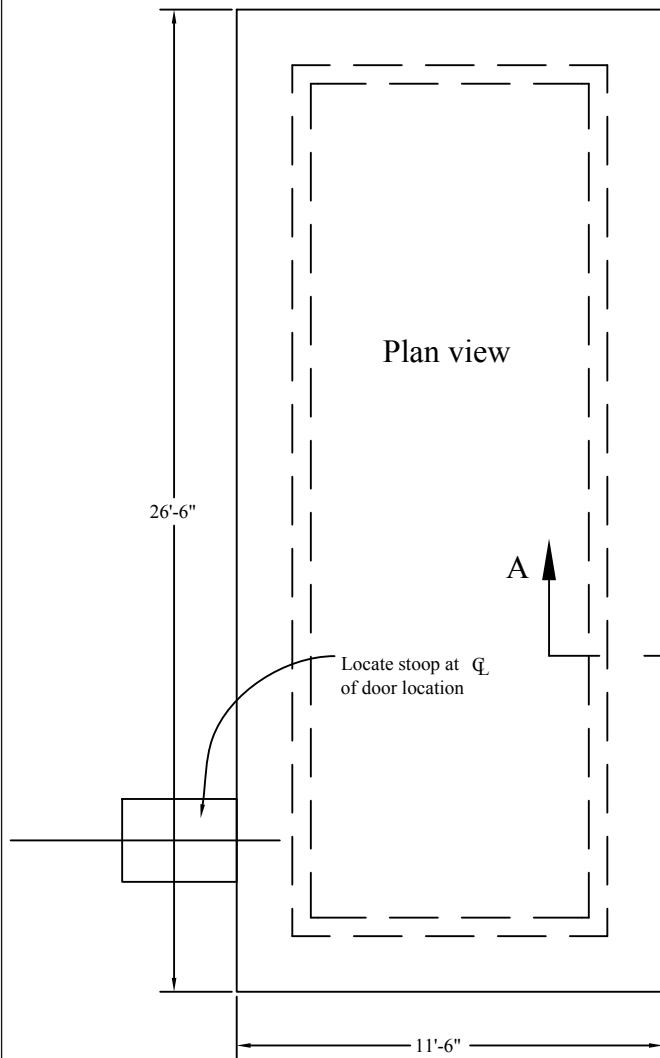 Plan view
26'-6"
A
Locate stoop at ℄
of door location
11'-6"